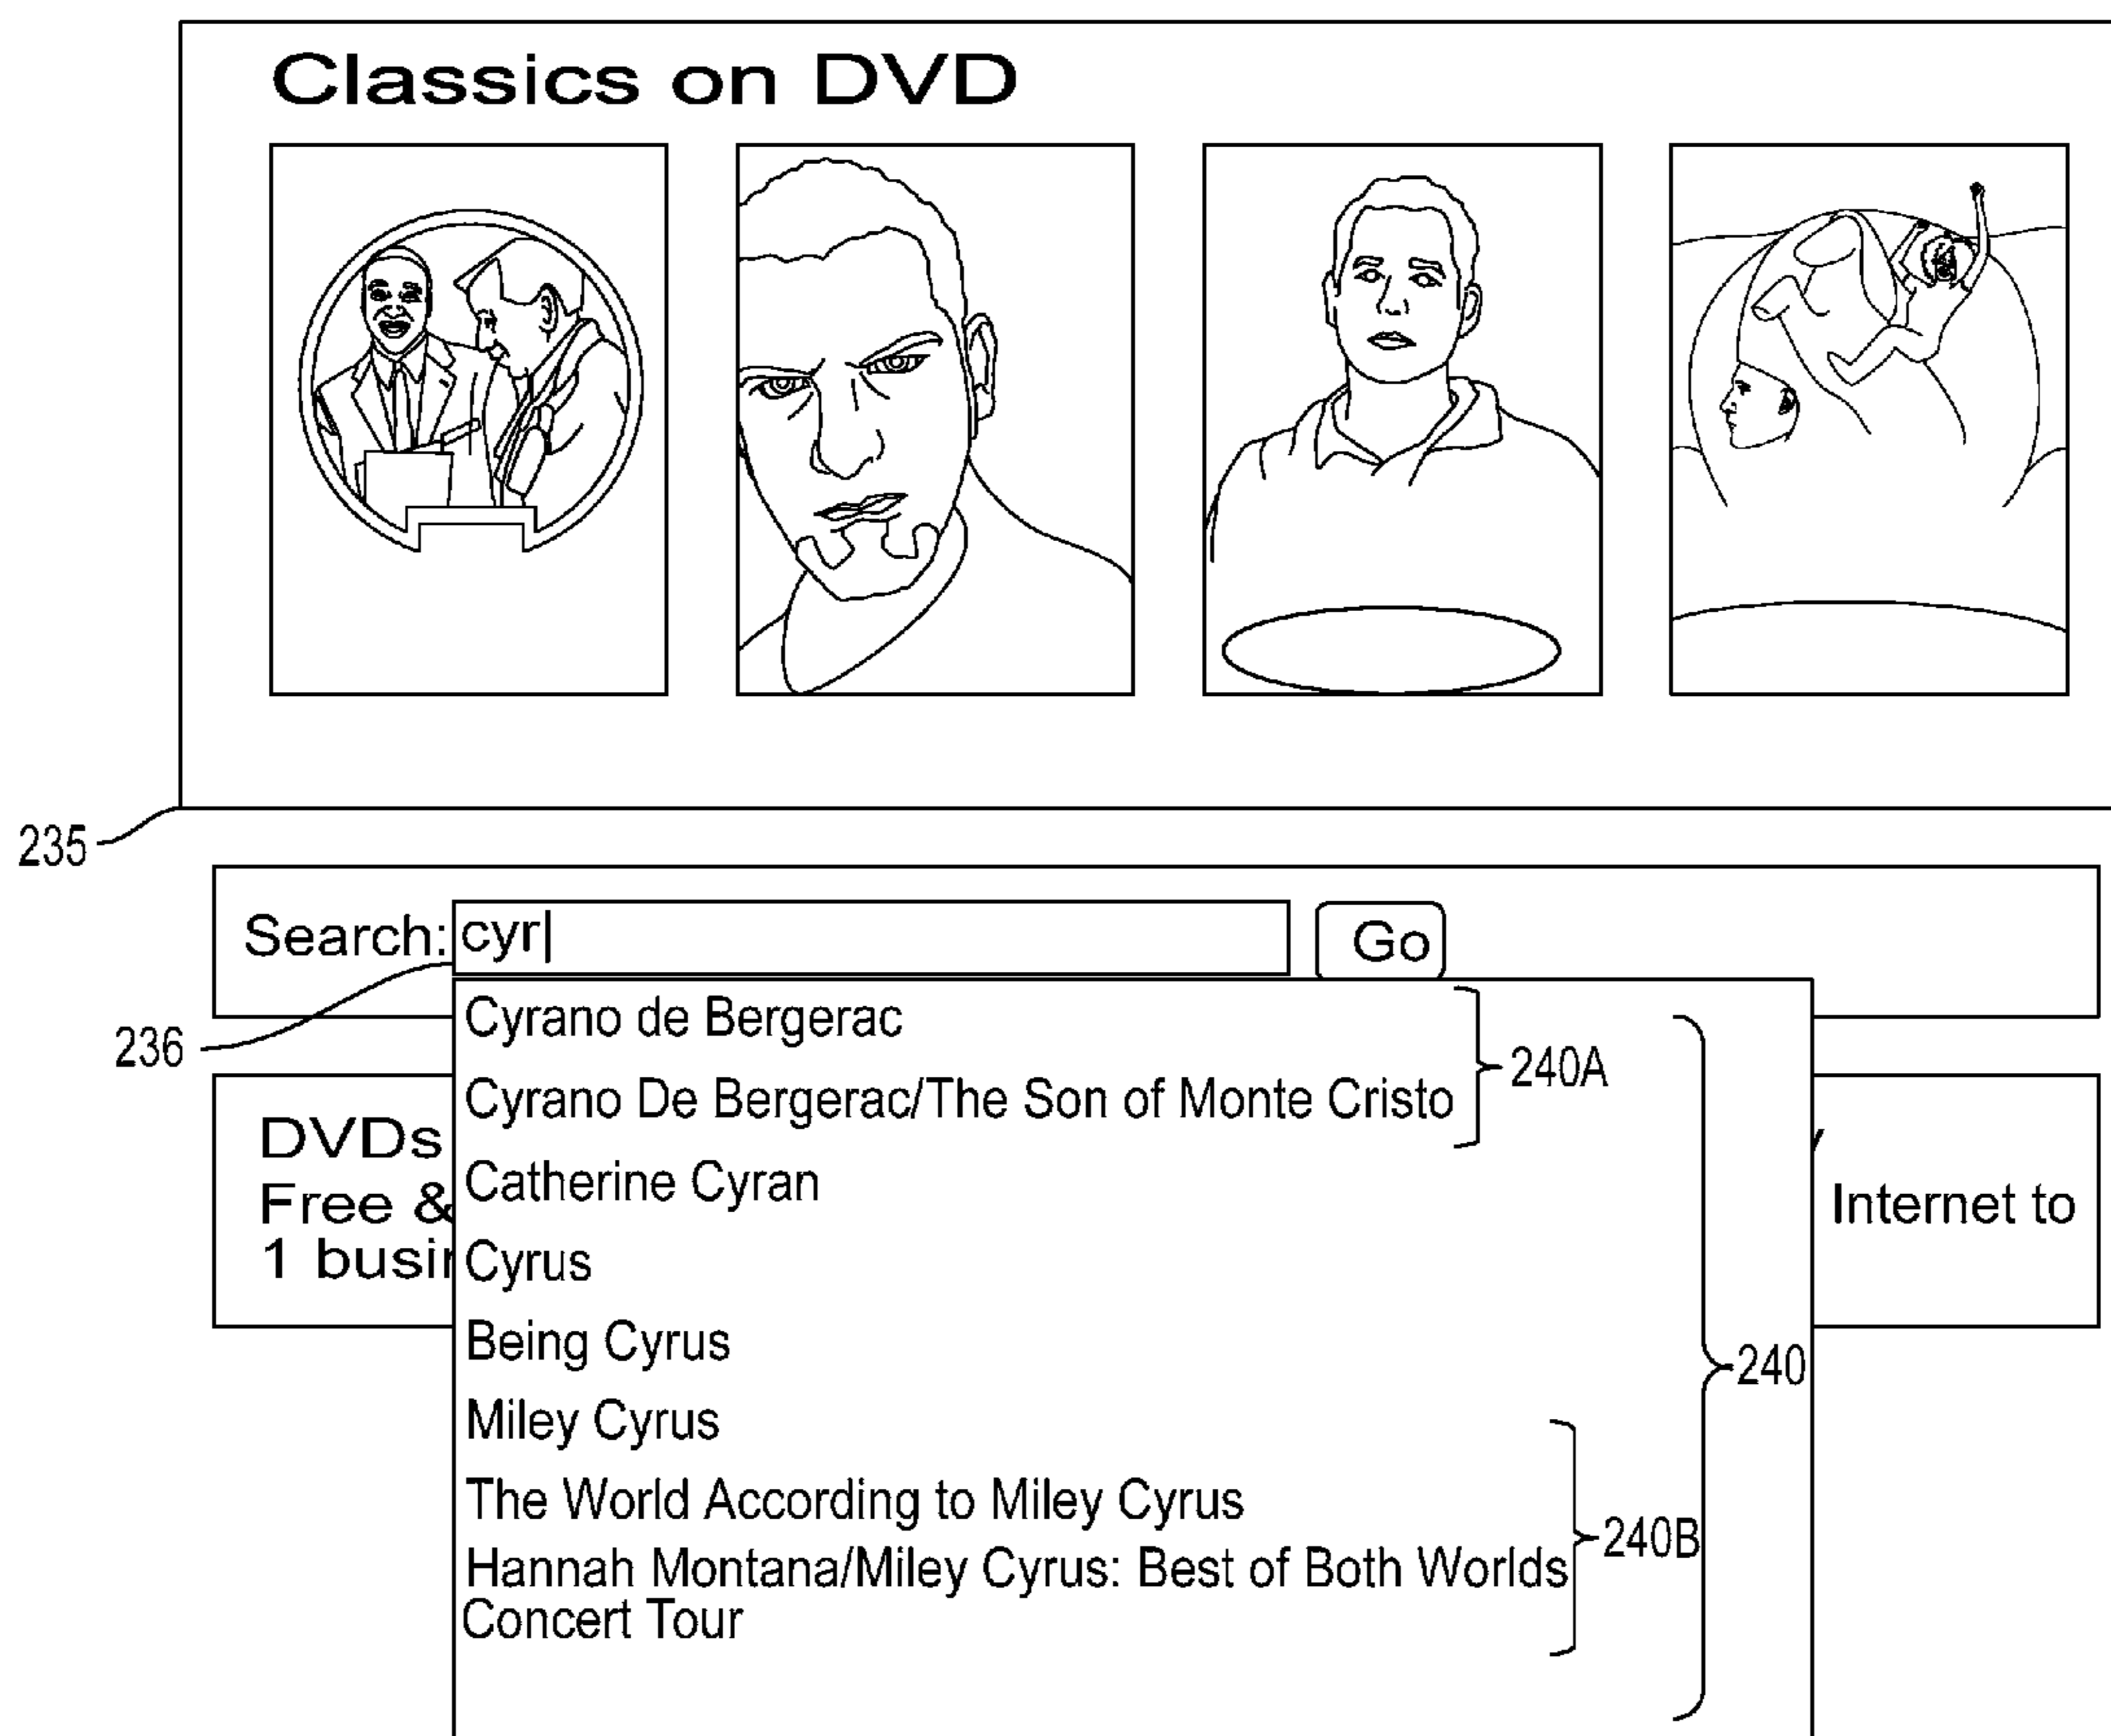 Classics on DVD
235
Search: cyr
Go
236
Cyrano de Bergerac
Cyrano De Bergerac/The Son of Monte Cristo
240A
DVDs
Catherine Cyran
Free &
Internet to
1 busin
Cyrus
Being Cyrus
240
Miley Cyrus
The World According to Miley Cyrus
240B
Hannah Montana/Miley Cyrus: Best of Both Worlds
Concert Tour